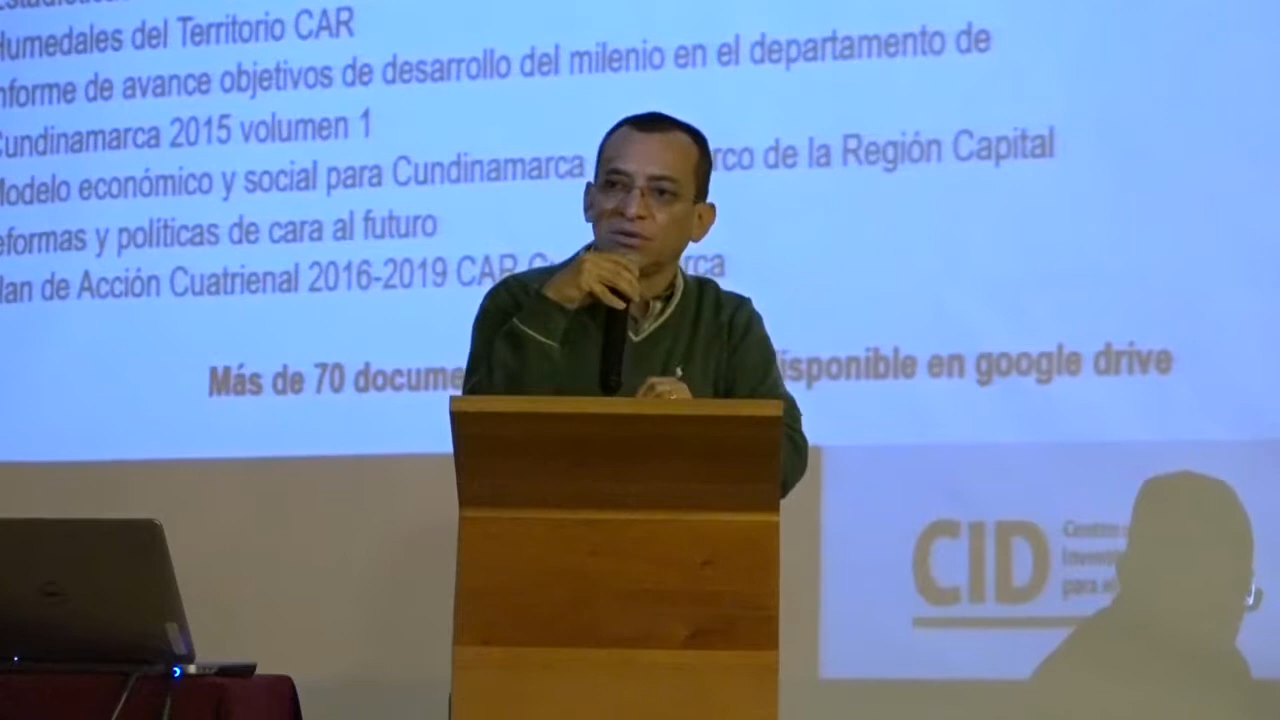 Humedales del Territorio CAR
nforme de avance objetivos de desarrollo del milenio en el departamento de
Cundinamarca 2015 volumen 1
Modelo económico y social para Cundinamarca rco de la Región Capital
eformas y políticas de cara al futuro
lan de Acción Cuatrienal 2016-2019 CAR C rca
Más de 70 docume isponible en google drive
CID
Centro
para el